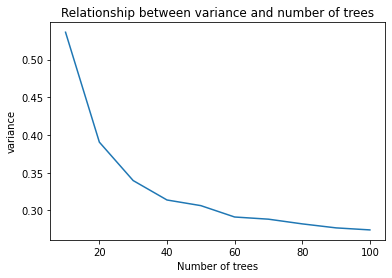 Relationship between variance and number of trees
0.50
0.45
0.40
0.35
0.30
variance
20 40 60 80 100
Number of trees